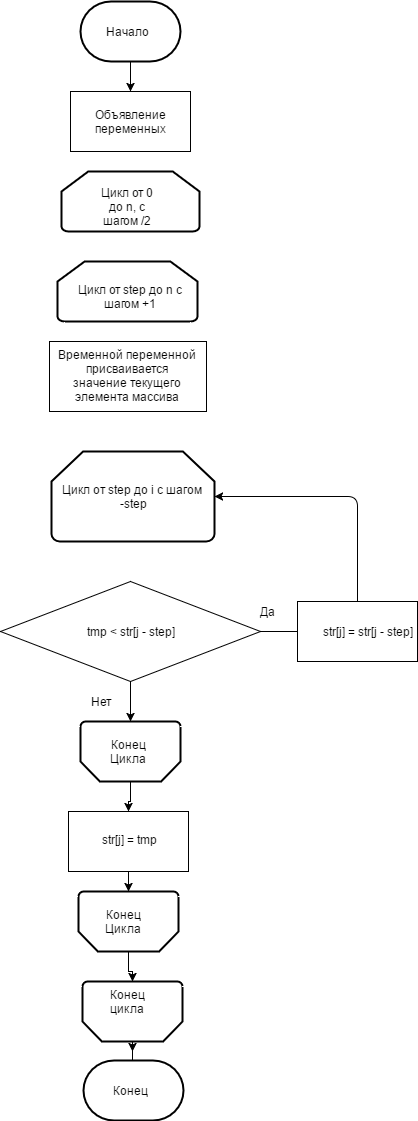 Начало
Объявление
переменных
Цикл от 0
до n, с
шагом /2
Цикл от step до n с
шагом +1
Временной переменной
присваивается
значение текущего
элемента массива
Цикл от step до i с шагом
-step
tmp < str[j - step]
Да
str[j] = str[j - step]
Нет
Конец
Цикла
str[j] = tmp
Конец
Цикла
Конец
цикла
Конец